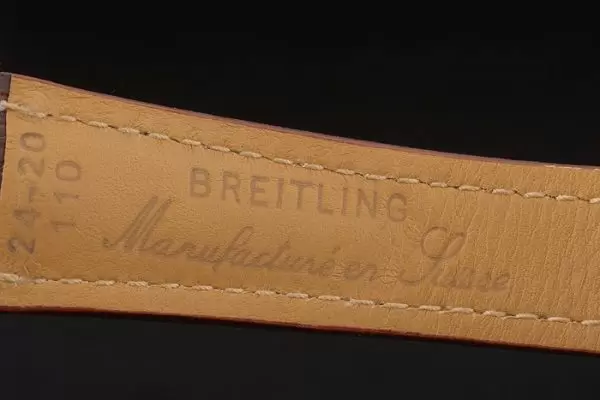 BREITLING
Manufacturé en Suisse
24-20
110